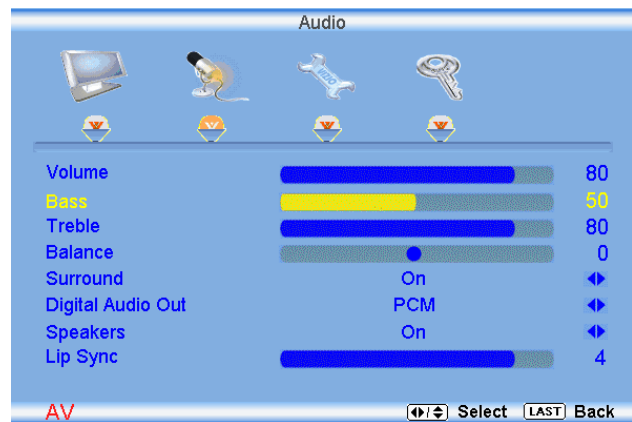 Audio
Volume 80
Bass 50
Treble 80
Balance 0
Surround On
Digital Audio Out PCM
Speakers On
Lip Sync 4
AV Select LAST Back